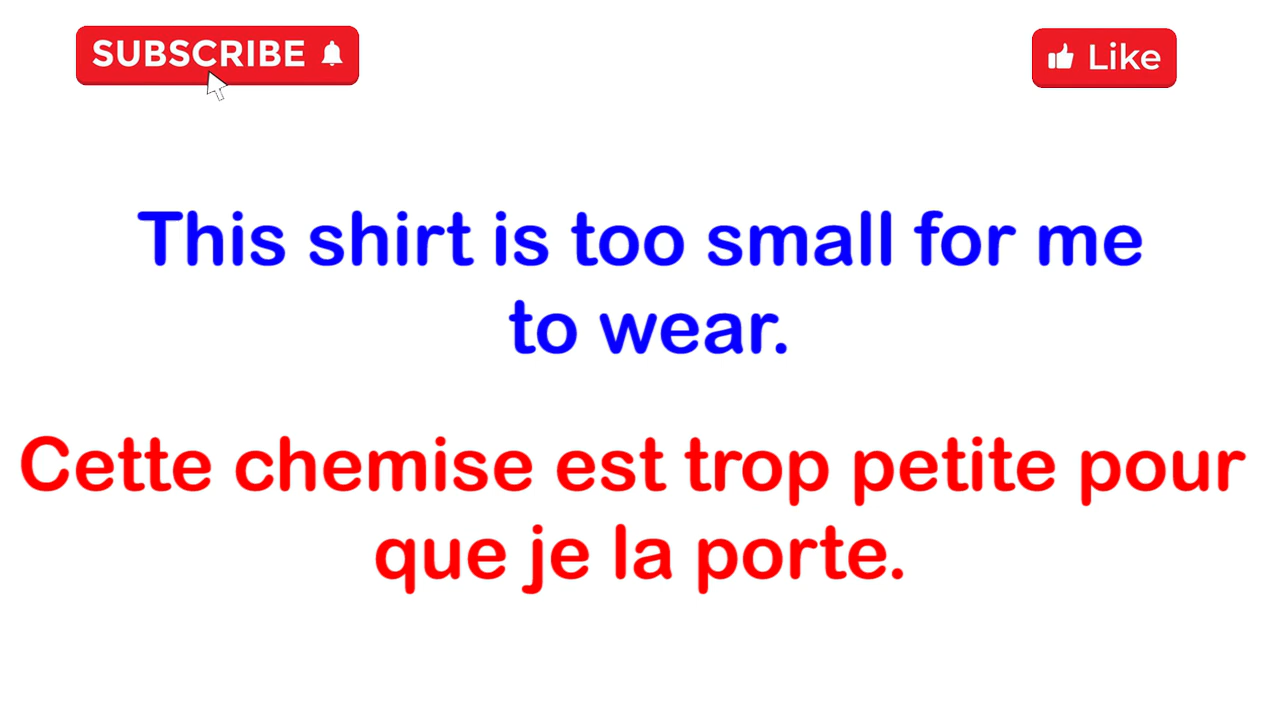 SUBSCRIBE
Like
This shirt is too small for me
to wear.
Cette chemise est trop petite pour
que je la porte.